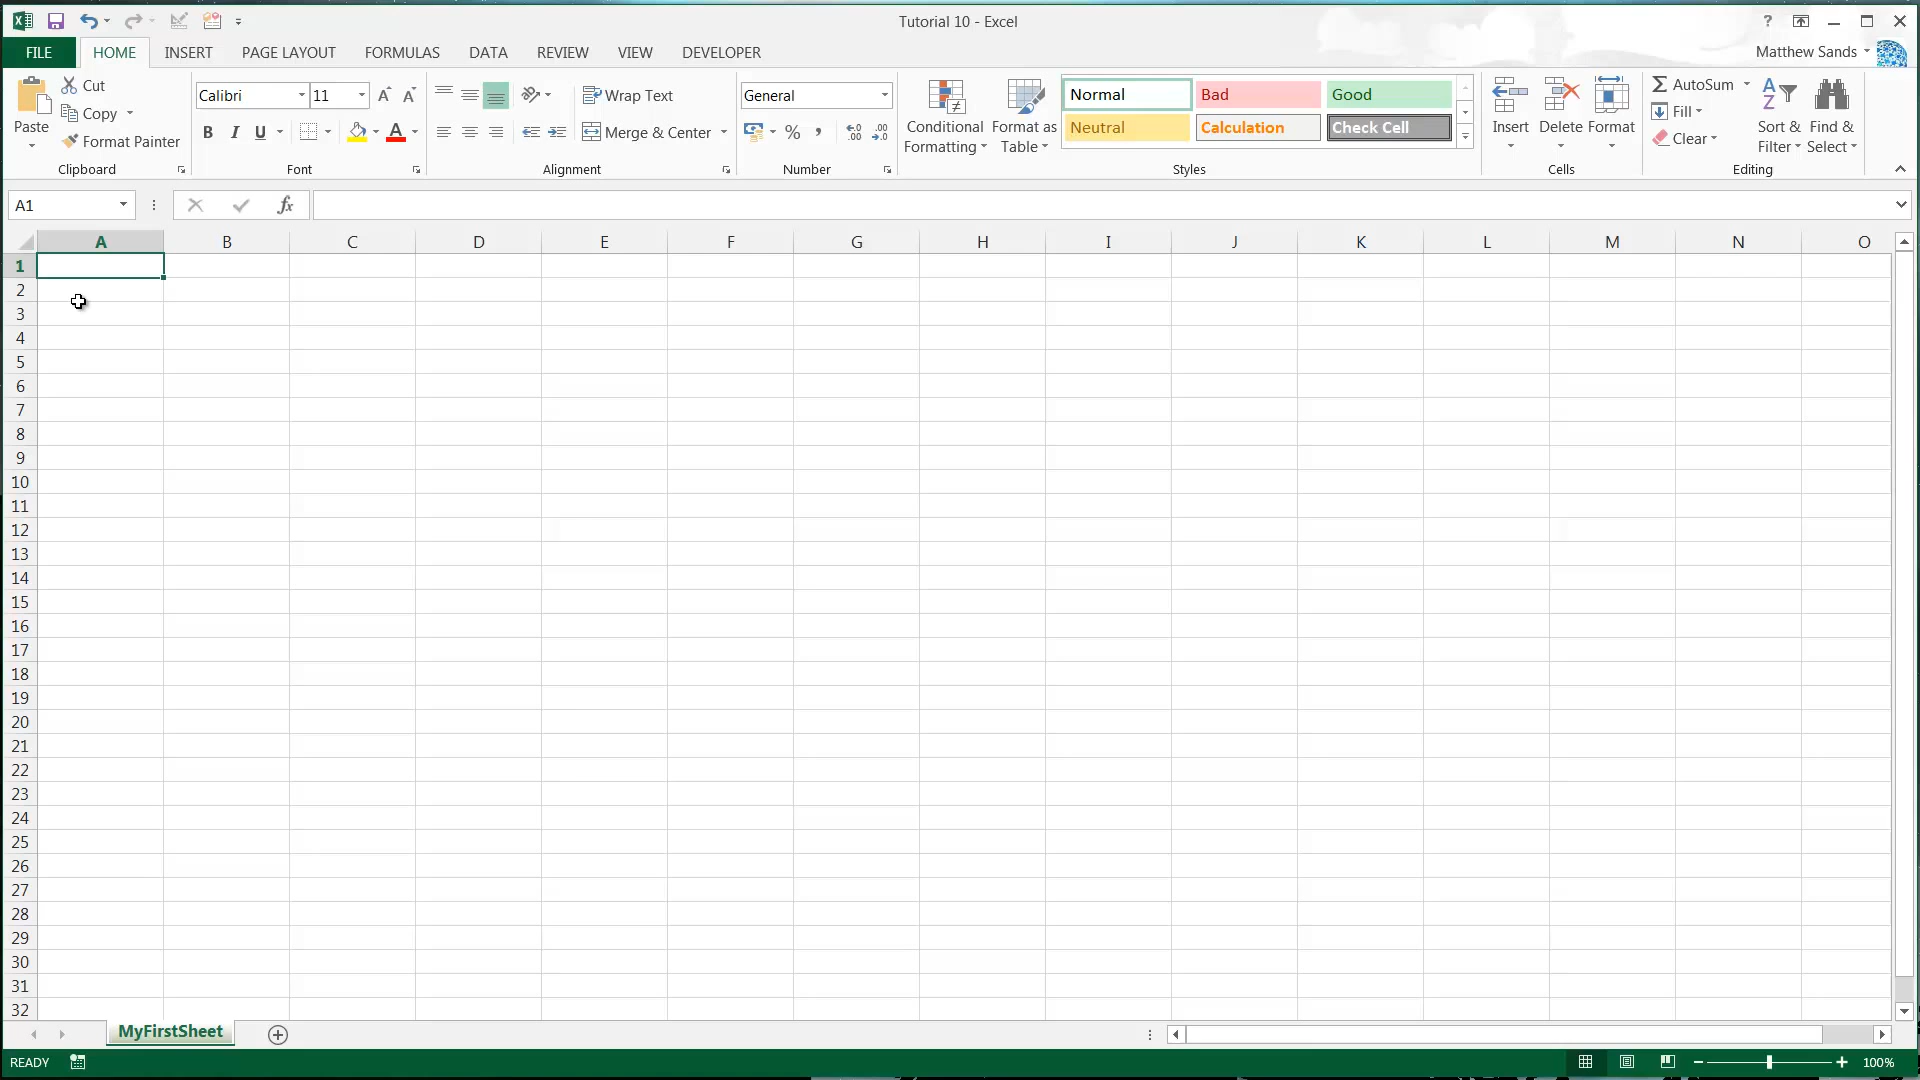 Tutorial 10 - Excel
?
FILE HOME INSERT PAGE LAYOUT FORMULAS DATA REVIEW VIEW DEVELOPER Matthew Sands
Paste
Cut
Copy
Format Painter
Clipboard
Calibri 11
B I U A
Font
Wrap Text
Merge & Center
Alignment
General
% , .00 .00
Number
Conditional Formatting
Format as Table
Normal Bad Good
Neutral Calculation Check Cell
Styles
Insert Delete Format
Cells
AutoSum
Fill
Clear
Sort & Filter
Find & Select
Editing
A1 fx
A B C D E F G H I J K L M N O
1
2
3
4
5
6
7
8
9
10
11
12
13
14
15
16
17
18
19
20
21
22
23
24
25
26
27
28
29
30
31
32
MyFirstSheet
READY 100%